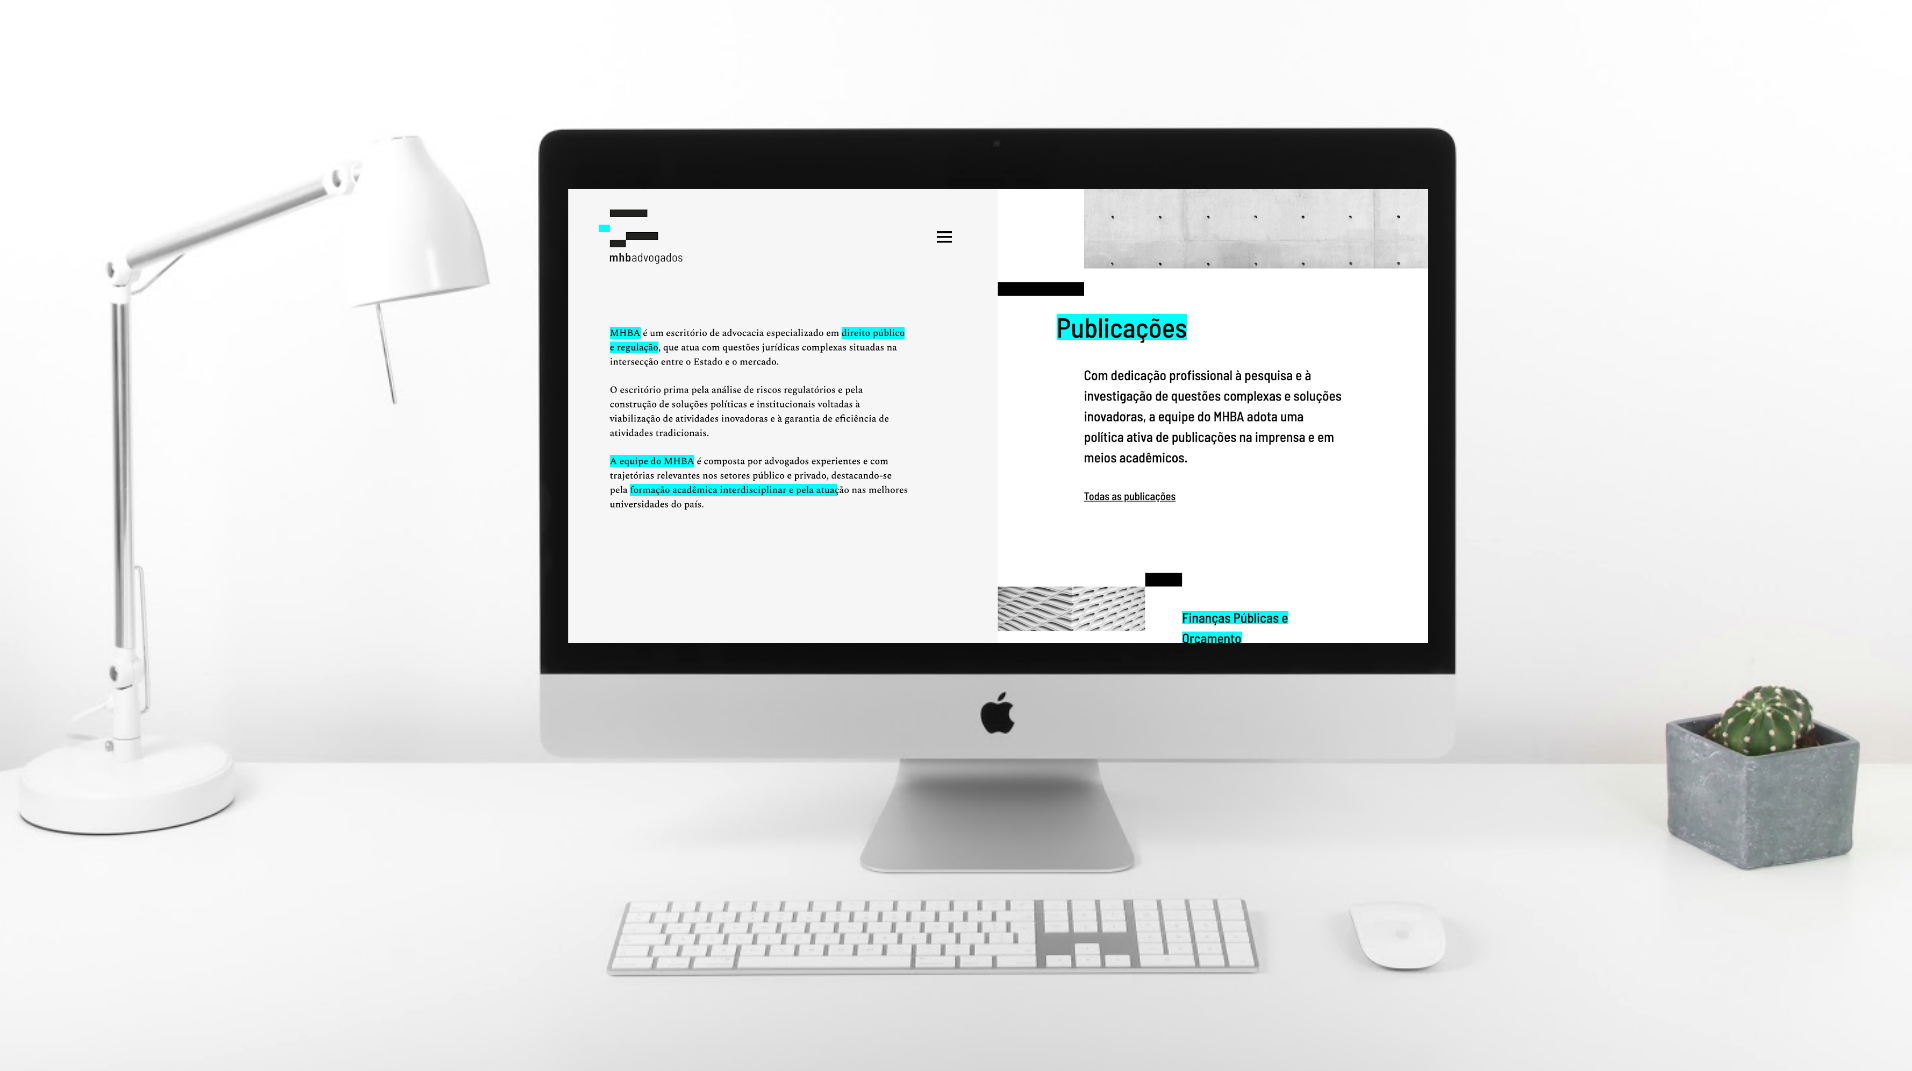 mhbadvogados
MHBA é um escritório de advocacia especializado em direito público
e regulação, que atua com questões jurídicas complexas situadas na
intersecção entre o Estado e o mercado.
O escritório prima pela análise de riscos regulatórios e pela
construção de soluções políticas e institucionais voltadas à
viabilização de atividades inovadoras e à garantia de eficiência de
atividades tradicionais.
A equipe do MHBA é composta por advogados experientes e com
trajetórias relevantes nos setores público e privado, destacando-se
pela formação acadêmica interdisciplinar e pela atuação nas melhores
universidades do país.
Publicações
Com dedicação profissional à pesquisa e à
investigação de questões complexas e soluções
inovadoras, a equipe do MHBA adota uma
política ativa de publicações na imprensa e em
meios acadêmicos.
Todas as publicações
Finanças Públicas e
Orçamento